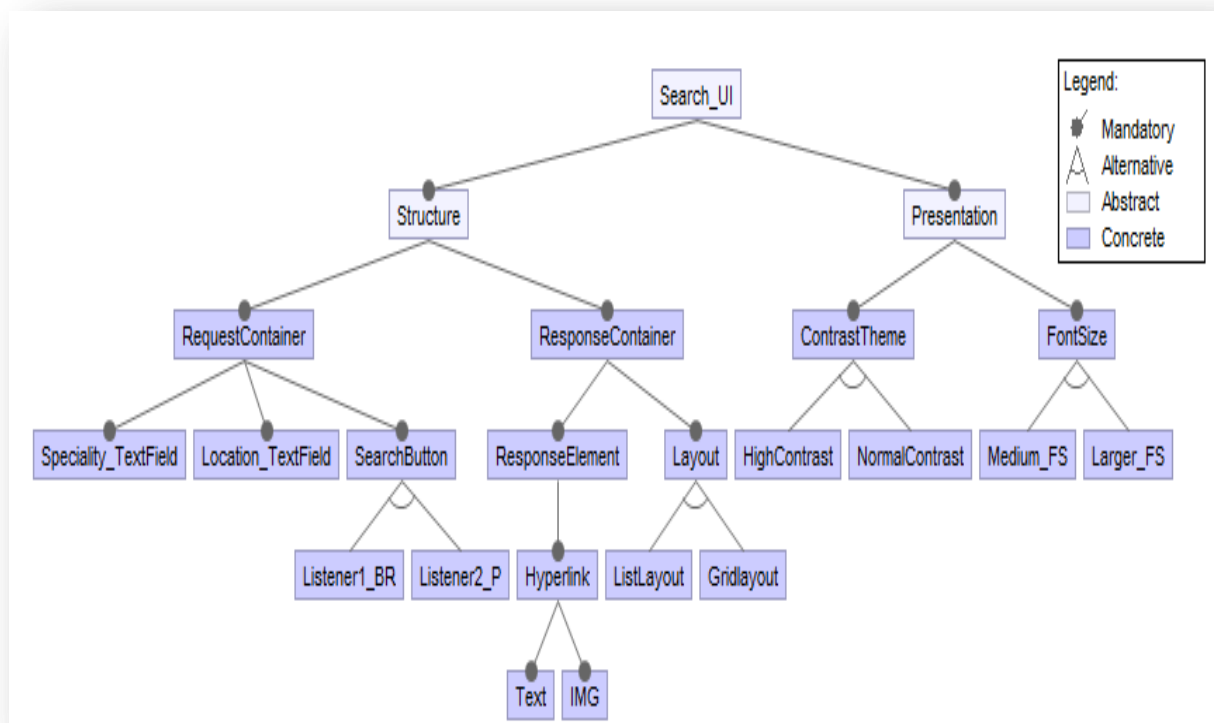 Search_UI
Legend:
Mandatory
Alternative
Abstract
Concrete
Structure
Presentation
RequestContainer
ResponseContainer
ContrastTheme
FontSize
Speciality_TextField
Location_TextField
SearchButton
ResponseElement
Layout
HighContrast
NormalContrast
Medium_FS
Larger_FS
Listener1_BR
Listener2_P
Hyperlink
ListLayout
Gridlayout
Text
IMG